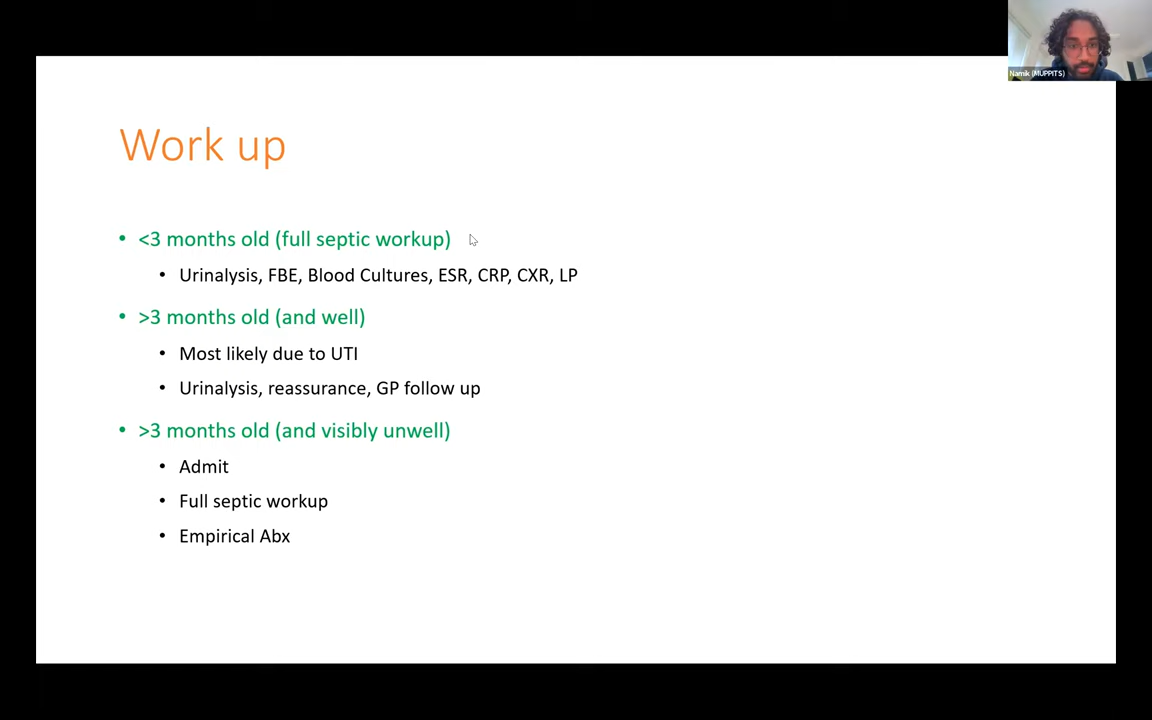 Namik (MUPPITS)
Work up
• <3 months old (full septic workup)
• Urinalysis, FBE, Blood Cultures, ESR, CRP, CXR, LP
• >3 months old (and well)
• Most likely due to UTI
• Urinalysis, reassurance, GP follow up
• >3 months old (and visibly unwell)
• Admit
• Full septic workup
• Empirical Abx